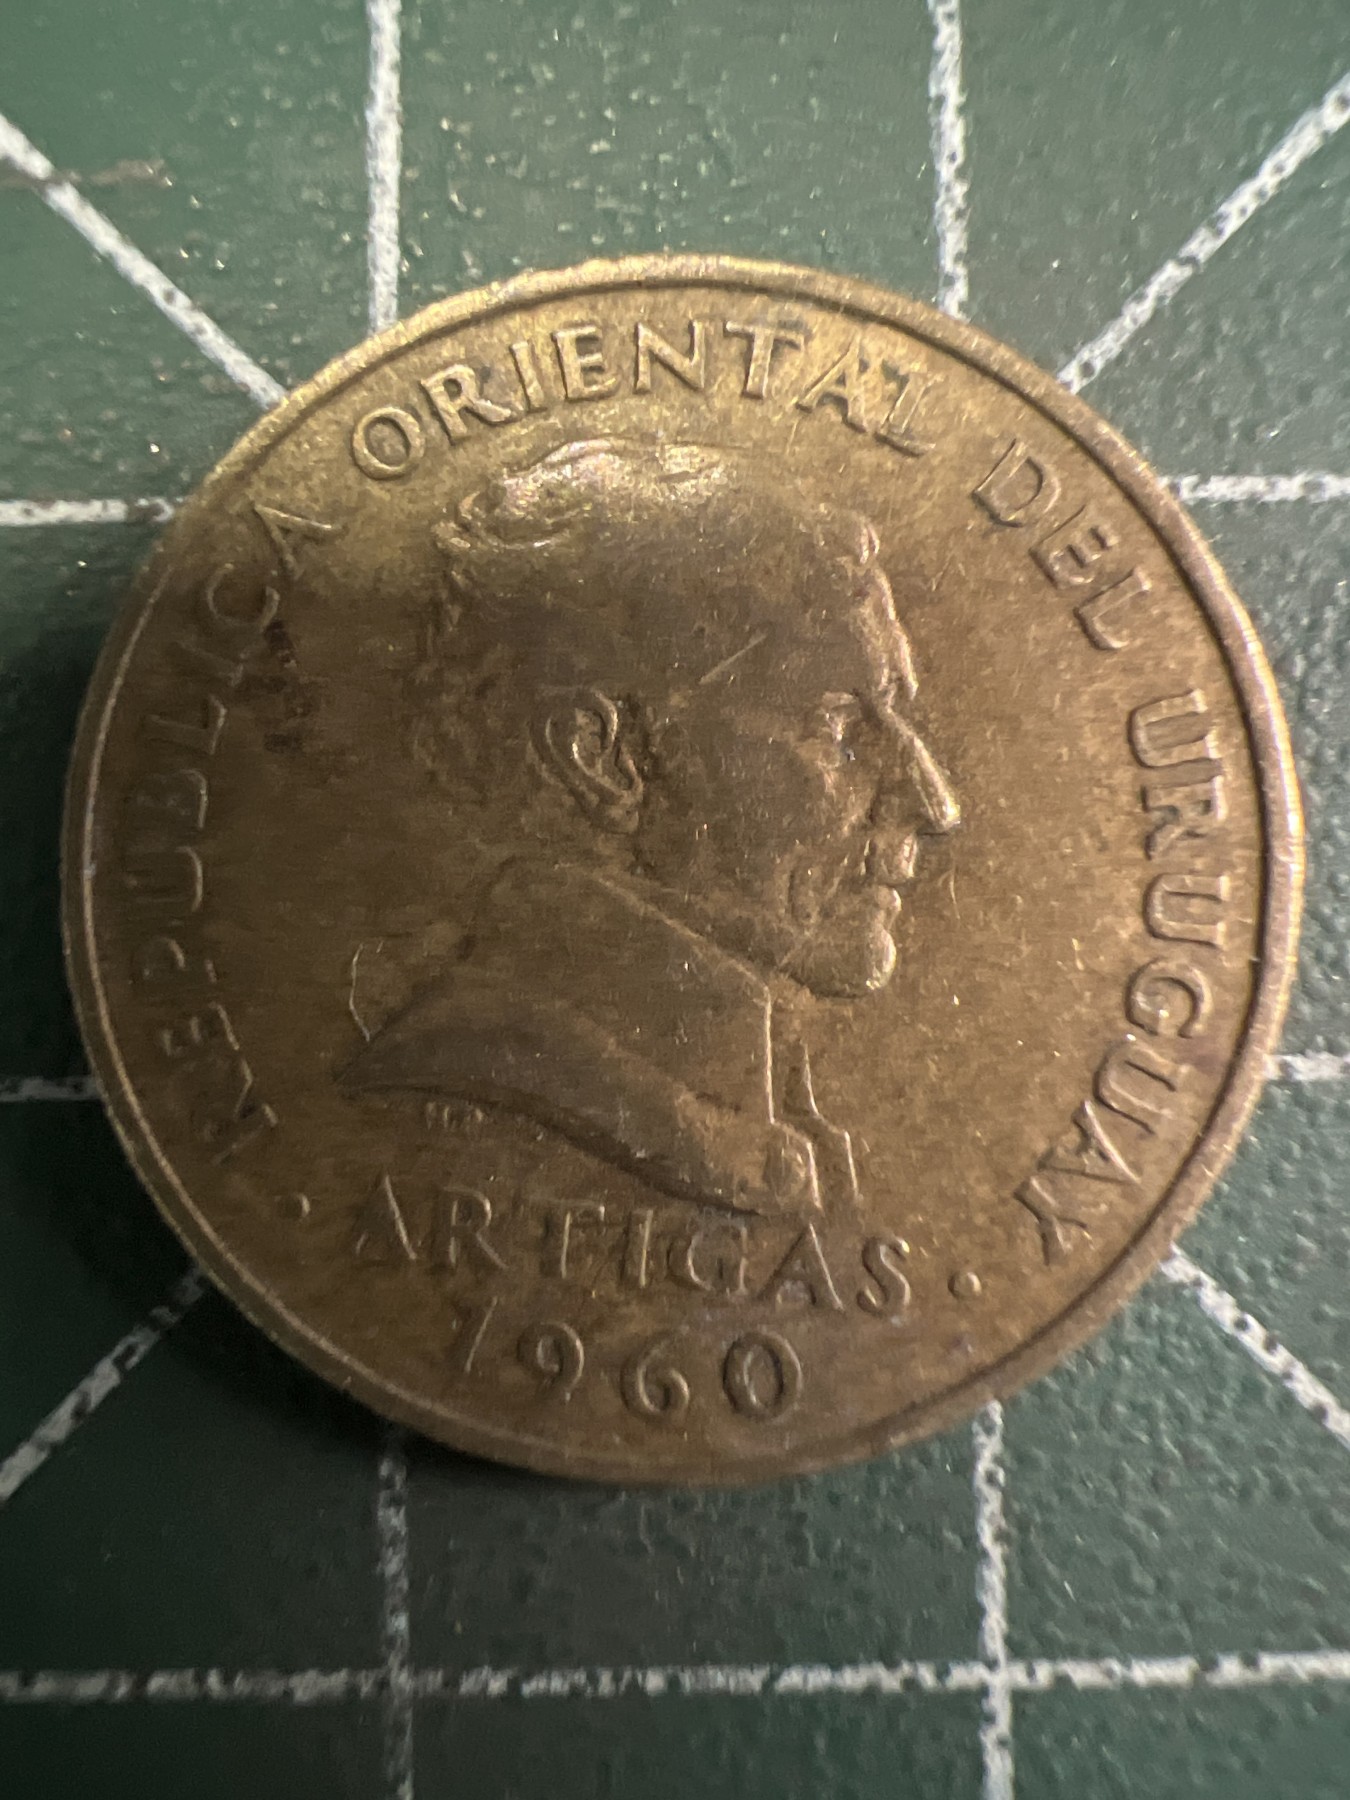 REPUBLICA ORIENTAL DEL URUGUAY
· ARTIGAS ·
1960